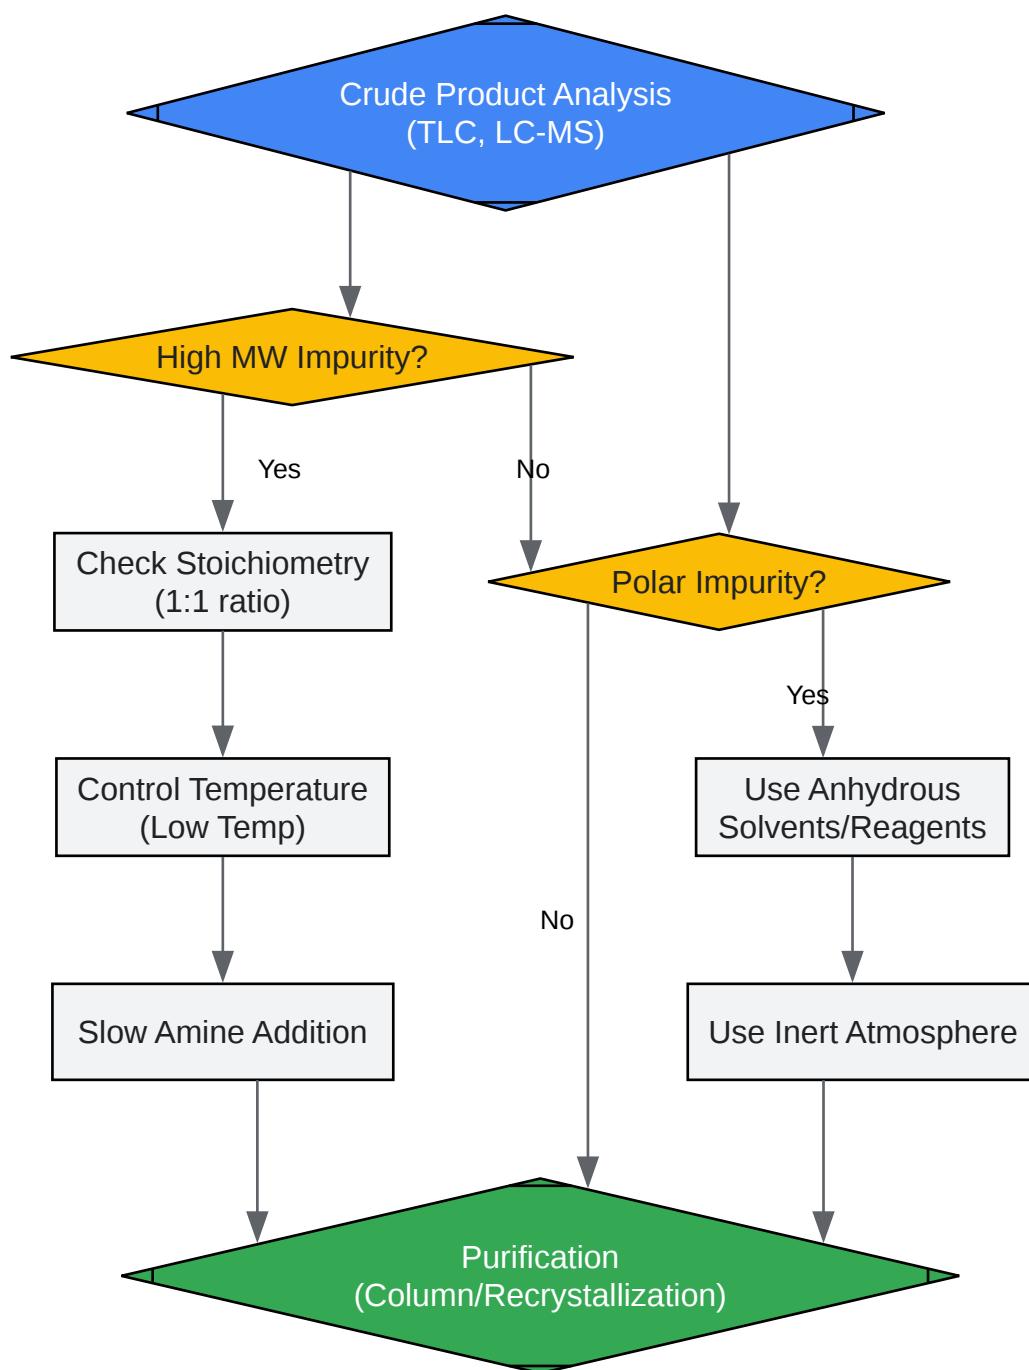 Crude Product Analysis
(TLC, LC-MS)
High MW Impurity?
Yes
No
Check Stoichiometry
(1:1 ratio)
Polar Impurity?
Yes
Control Temperature
(Low Temp)
Use Anhydrous
Solvents/Reagents
No
Slow Amine Addition
Use Inert Atmosphere
Purification
(Column/Recrystallization)